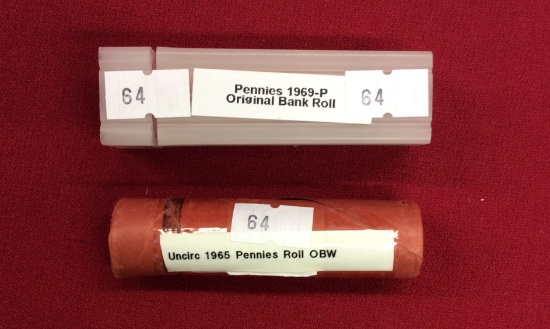 64
Pennies 1969-P
Original Bank Roll
64
64
Uncirc 1965 Pennies Roll OBW